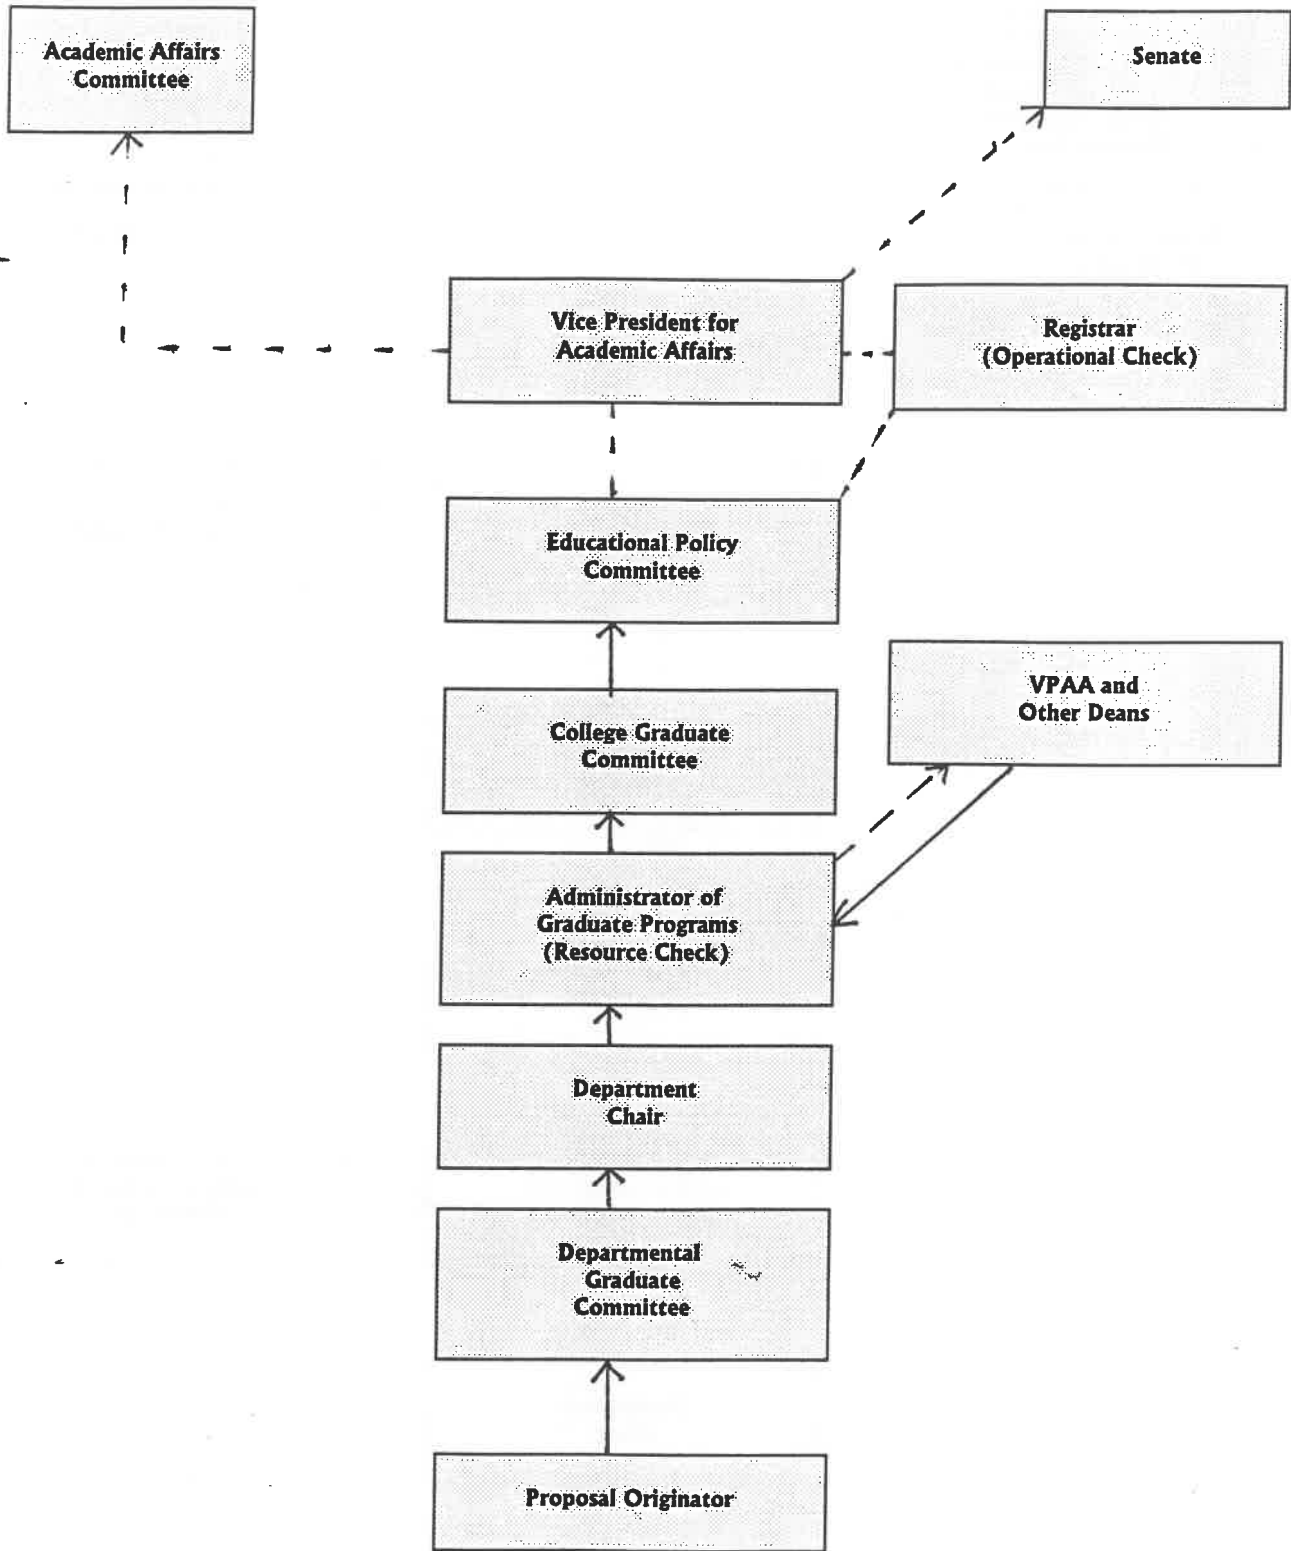 Academic Affairs
Committee
Senate
Vice President for
Academic Affairs
Registrar
(Operational Check)
Educational Policy
Committee
College Graduate
Committee
VPAA and
Other Deans
Administrator of
Graduate Programs
(Resource Check)
Department
Chair
Departmental
Graduate
Committee
Proposal Originator